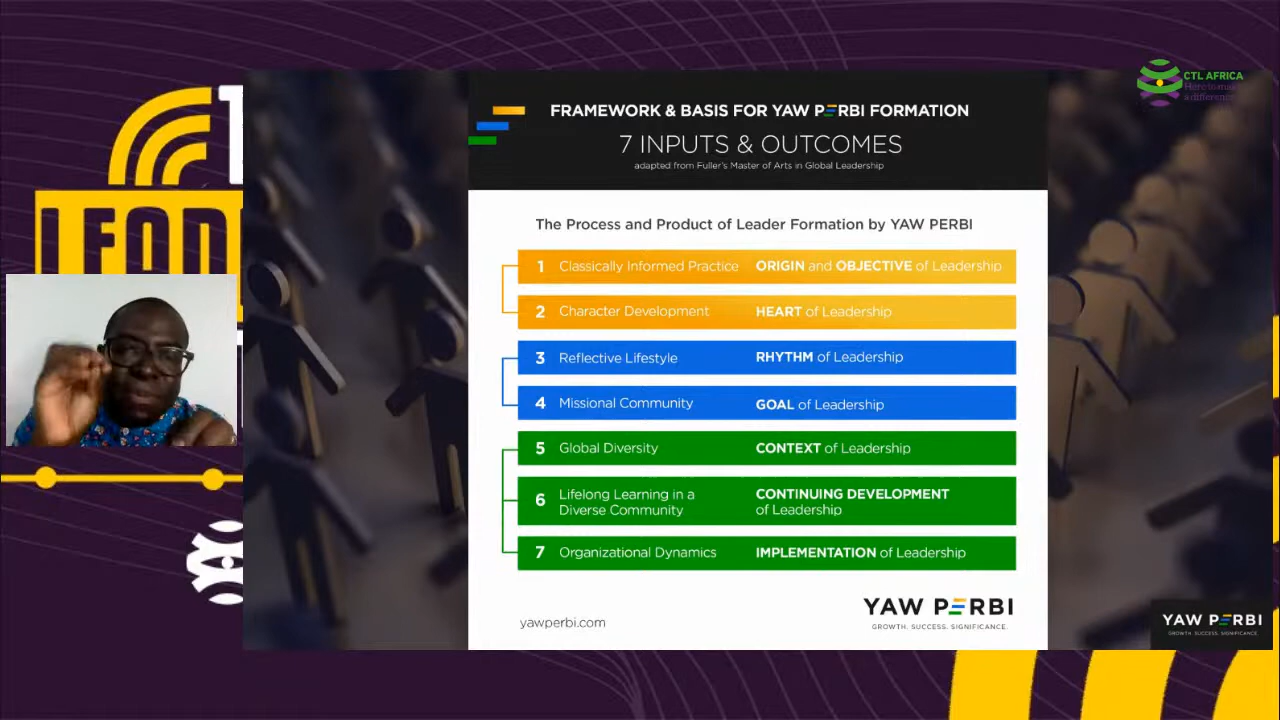 CTL AFRICA
Here to make
a difference
FRAMEWORK & BASIS FOR YAW PERBI FORMATION
7 INPUTS & OUTCOMES
adapted from Fuller's Master of Arts in Global Leadership
The Process and Product of Leader Formation by YAW PERBI
1 Classically Informed Practice ORIGIN and OBJECTIVE of Leadership
2 Character Development HEART of Leadership
3 Reflective Lifestyle RHYTHM of Leadership
4 Missional Community GOAL of Leadership
5 Global Diversity CONTEXT of Leadership
6 Lifelong Learning in a CONTINUING DEVELOPMENT
Diverse Community of Leadership
7 Organizational Dynamics IMPLEMENTATION of Leadership
yawperbi.com
YAW PERBI
GROWTH. SUCCESS. SIGNIFICANCE.
YAW PERBI
GROWTH. SUCCESS. SIGNIFICANCE.